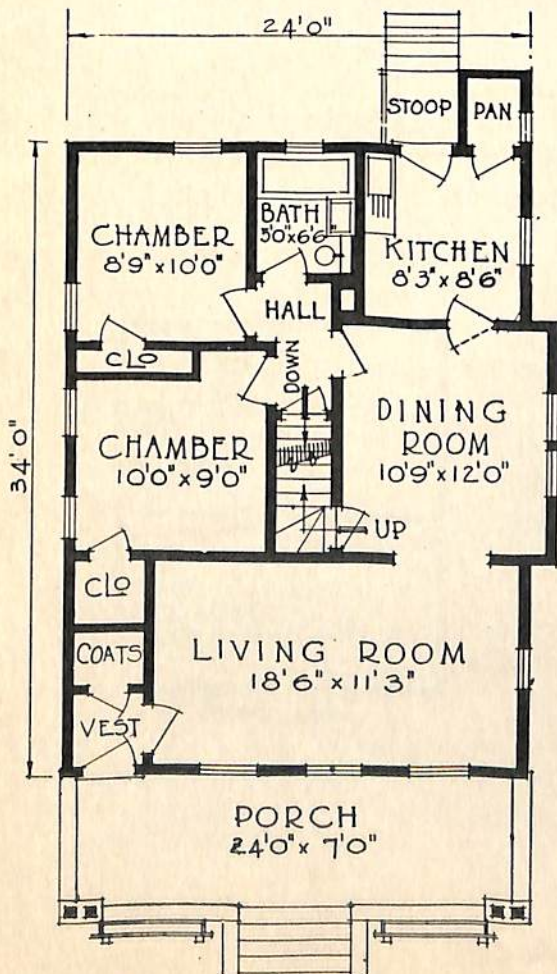 24'0"
STOOP
PAN
BATH
5'0"x6'6"
CHAMBER
8'9"x10'0"
KITCHEN
8'3"x8'6"
HALL
CLO
DOWN
34'0"
CHAMBER
10'0"x9'0"
DINING
ROOM
10'9"x12'0"
UP
CLO
COATS
LIVING ROOM
18'6"x11'3"
VEST
PORCH
24'0"x7'0"